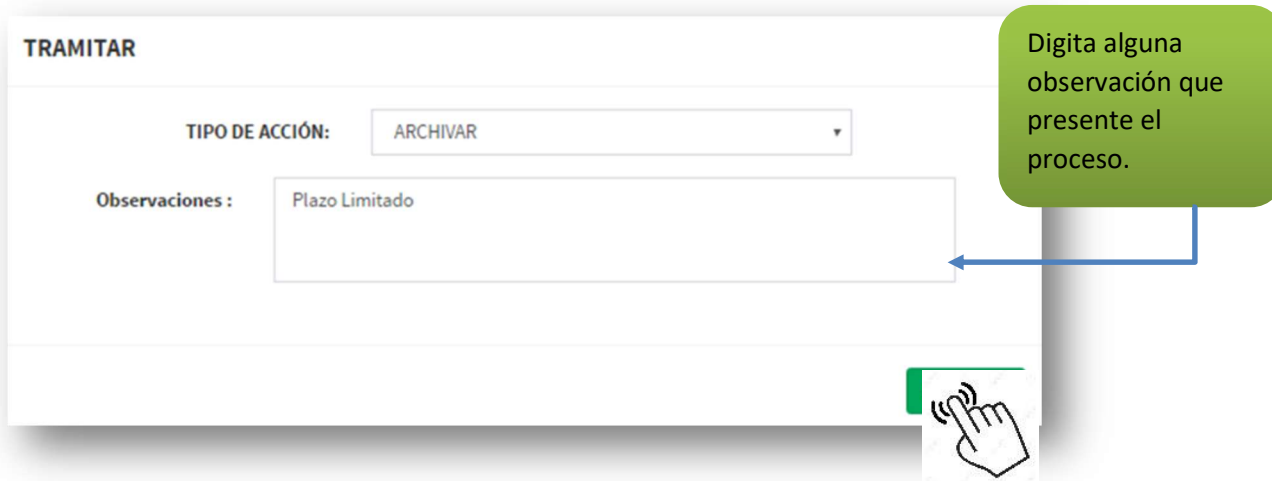 TRAMITAR
TIPO DE ACCIÓN:
ARCHIVAR
Observaciones :
Plazo Limitado
Digita alguna
observación que
presente el
proceso.